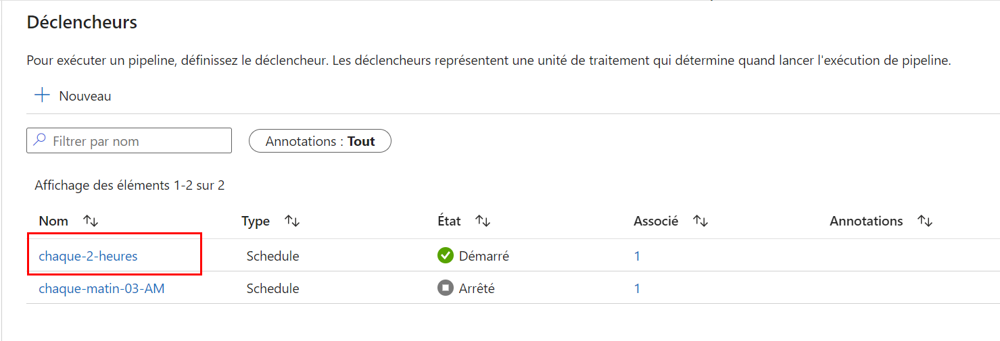 Déclencheurs
Pour exécuter un pipeline, définissez le déclencheur. Les déclencheurs représentent une unité de traitement qui détermine quand lancer l'exécution de pipeline.
Nouveau
Filtrer par nom Annotations : Tout
Affichage des éléments 1-2 sur 2
Nom Type État Associé Annotations
chaque-2-heures Schedule Démarré 1
chaque-matin-03-AM Schedule Arrêté 1